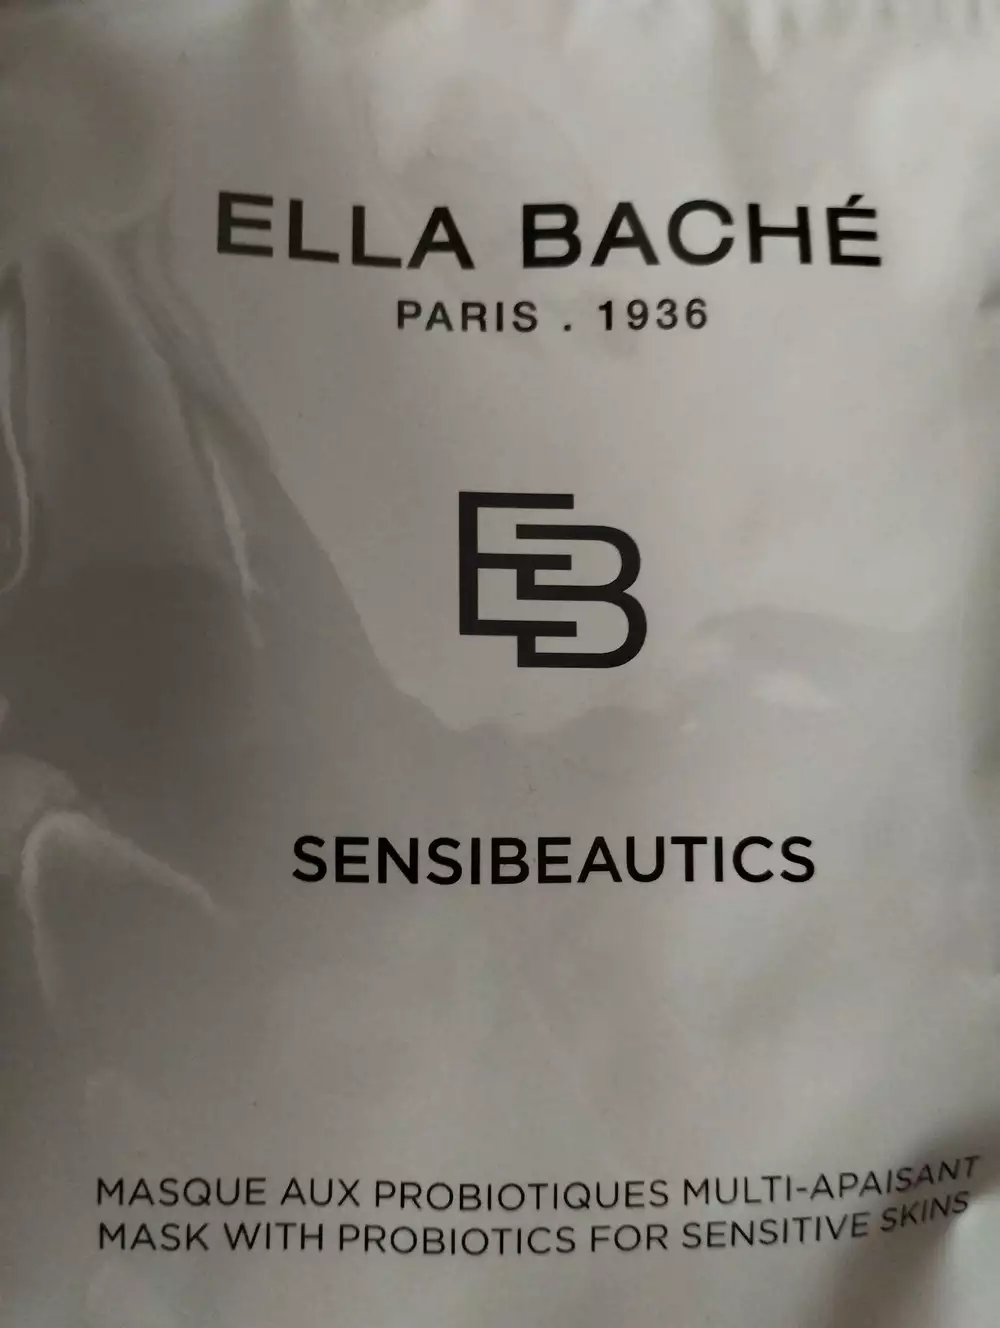 ELLA BACHÉ
PARIS . 1936
EB
SENSIBEAUTICS
MASQUE AUX PROBIOTIQUES MULTI-APAISANT
MASK WITH PROBIOTICS FOR SENSITIVE SKINS